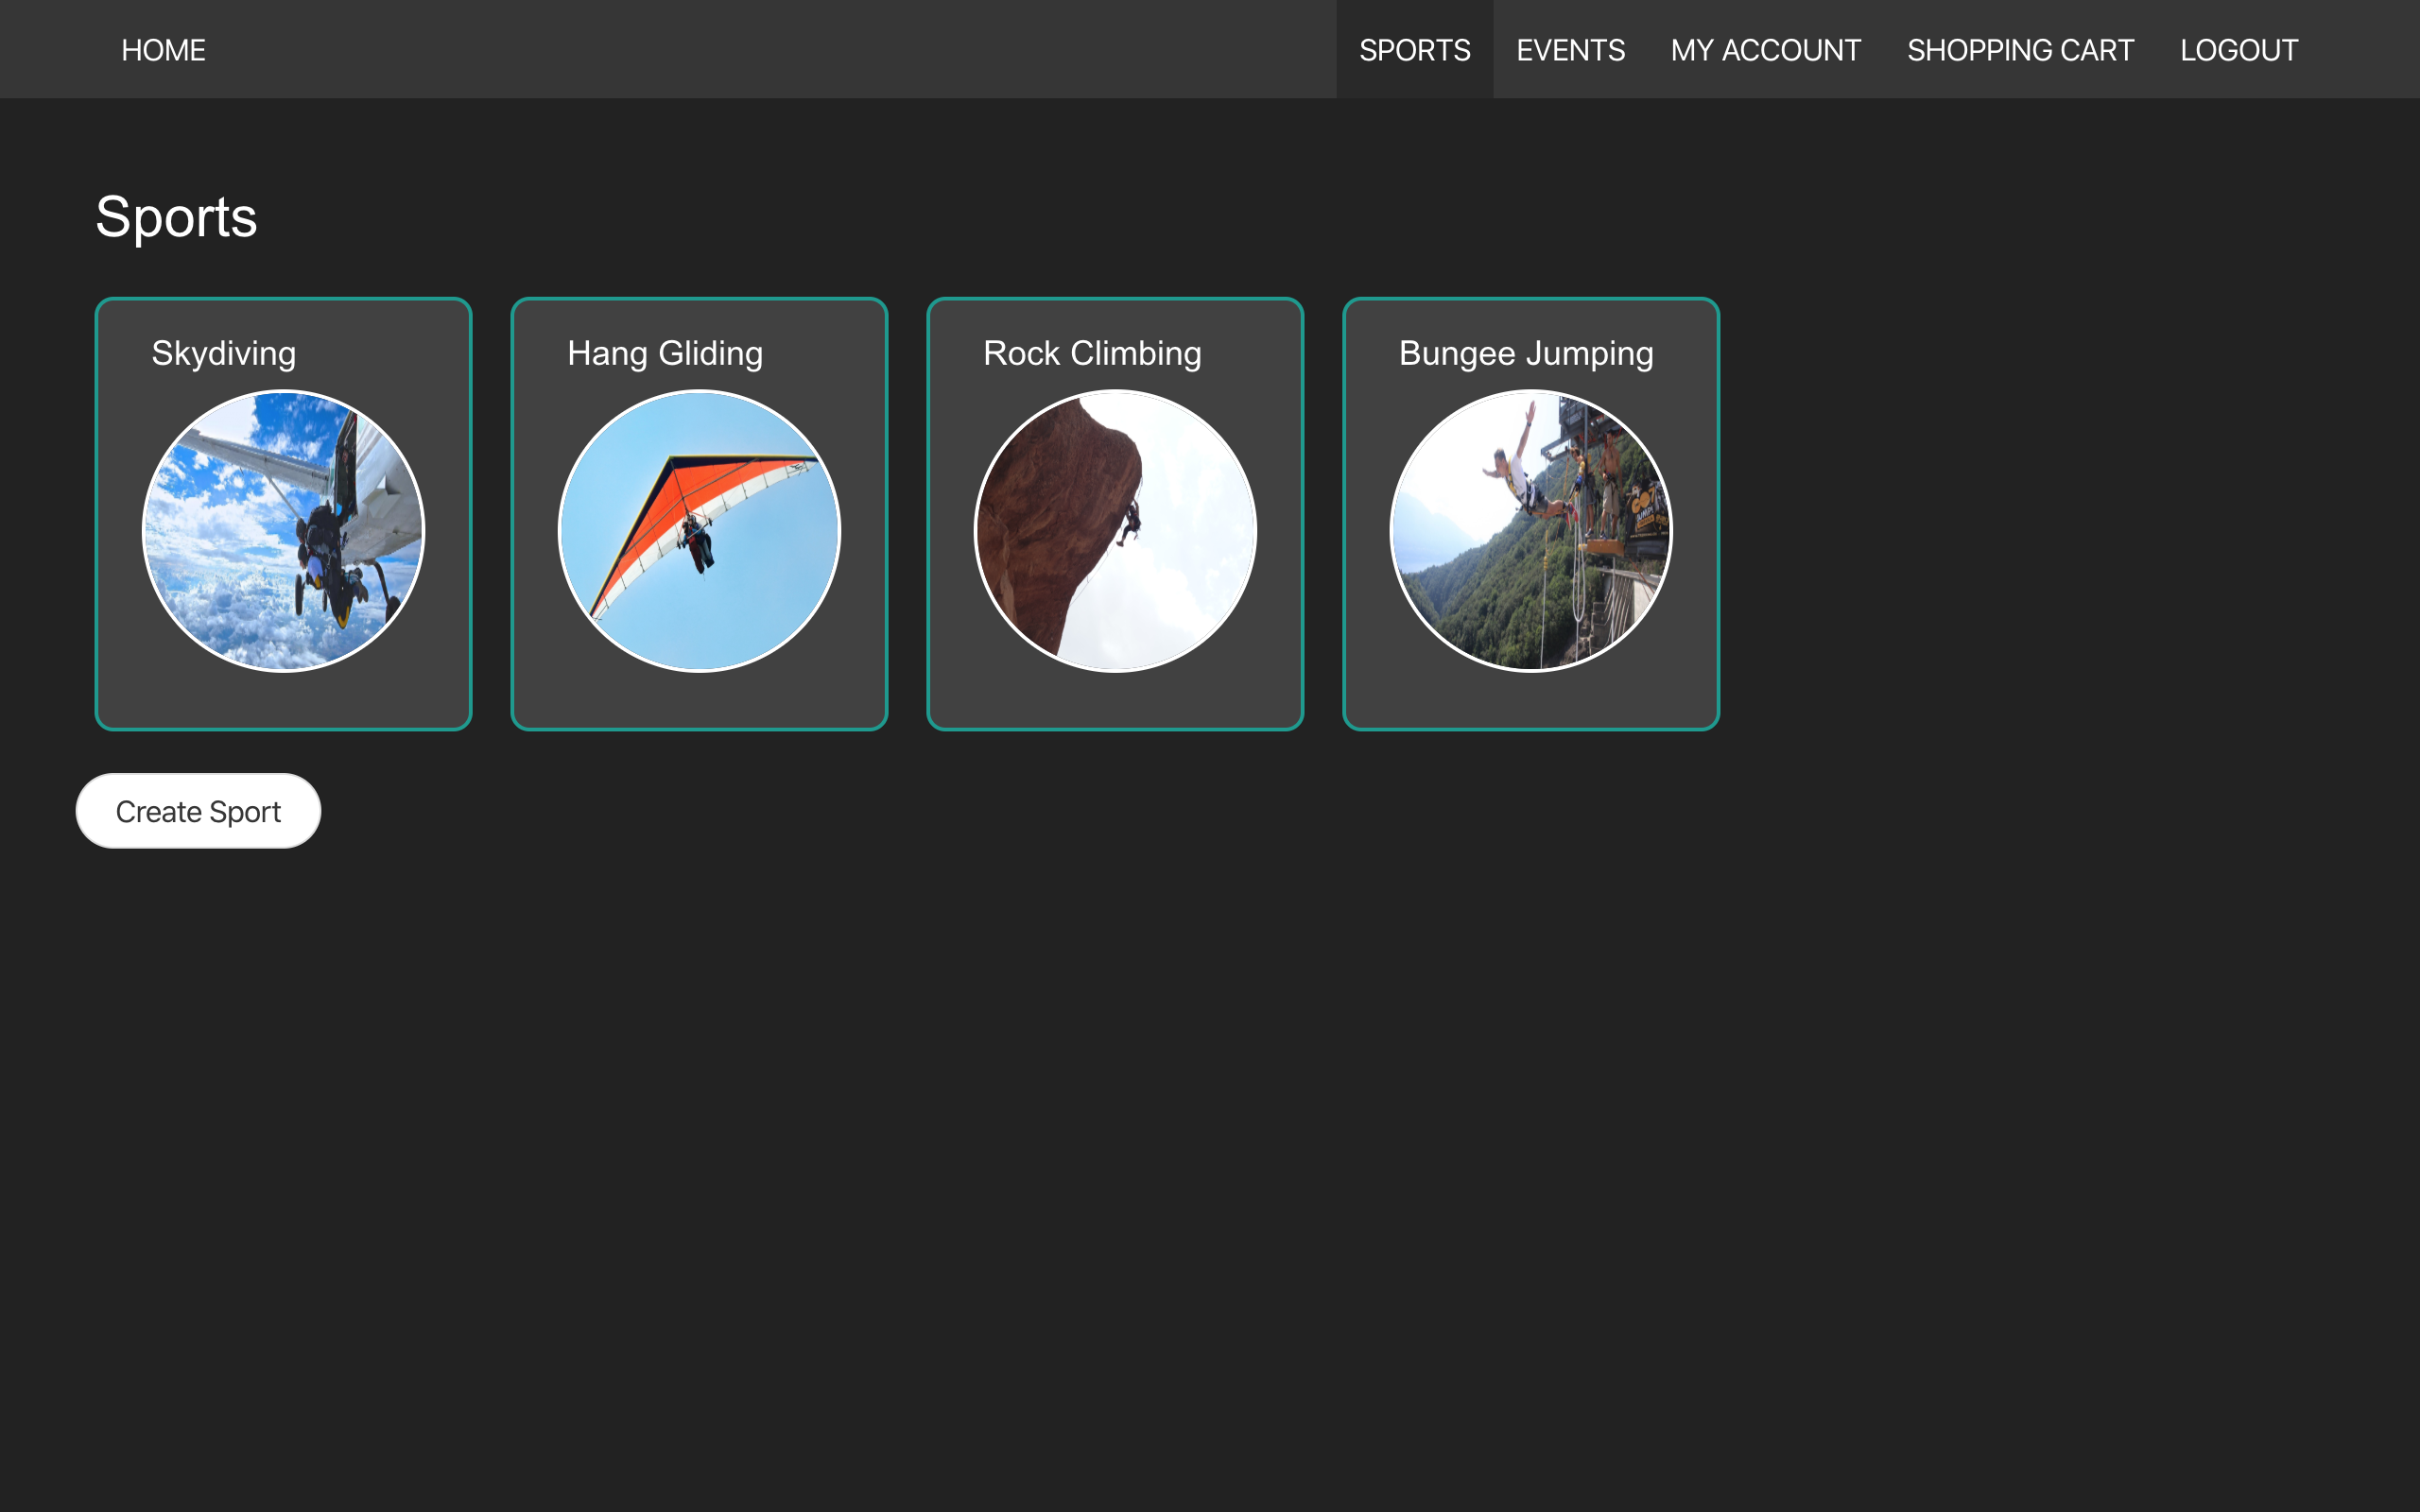 HOME
SPORTS
EVENTS
MY ACCOUNT
SHOPPING CART
LOGOUT
Sports
Skydiving
Hang Gliding
Rock Climbing
Bungee Jumping
Create Sport